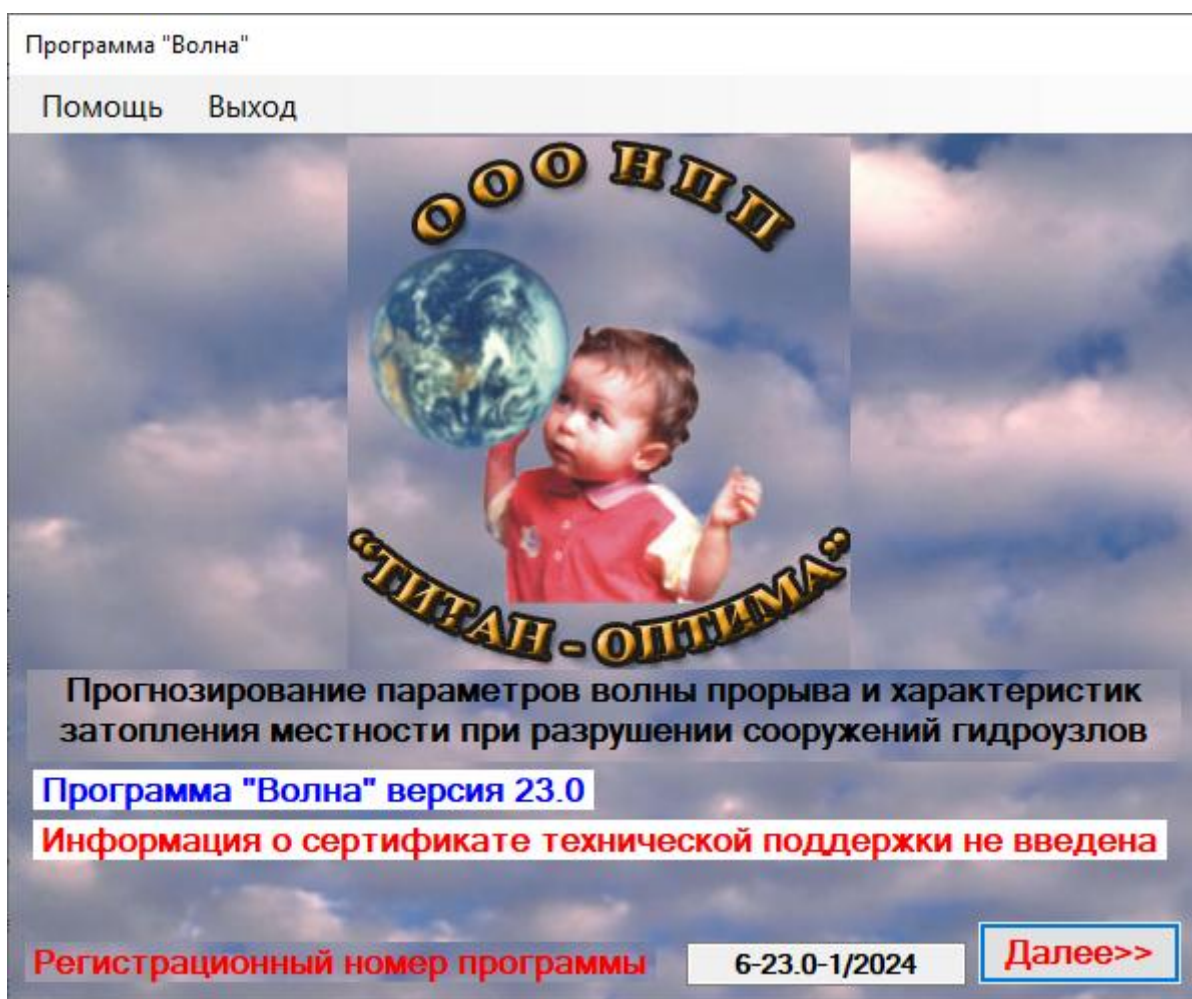 Программа "Волна"
Помощь Выход
ООО НПП
“ТИТАН - ОПТИМА”
Прогнозирование параметров волны прорыва и характеристик
затопления местности при разрушении сооружений гидроузлов
Программа "Волна" версия 23.0
Информация о сертификате технической поддержки не введена
Регистрационный номер программы 6-23.0-1/2024 Далее>>